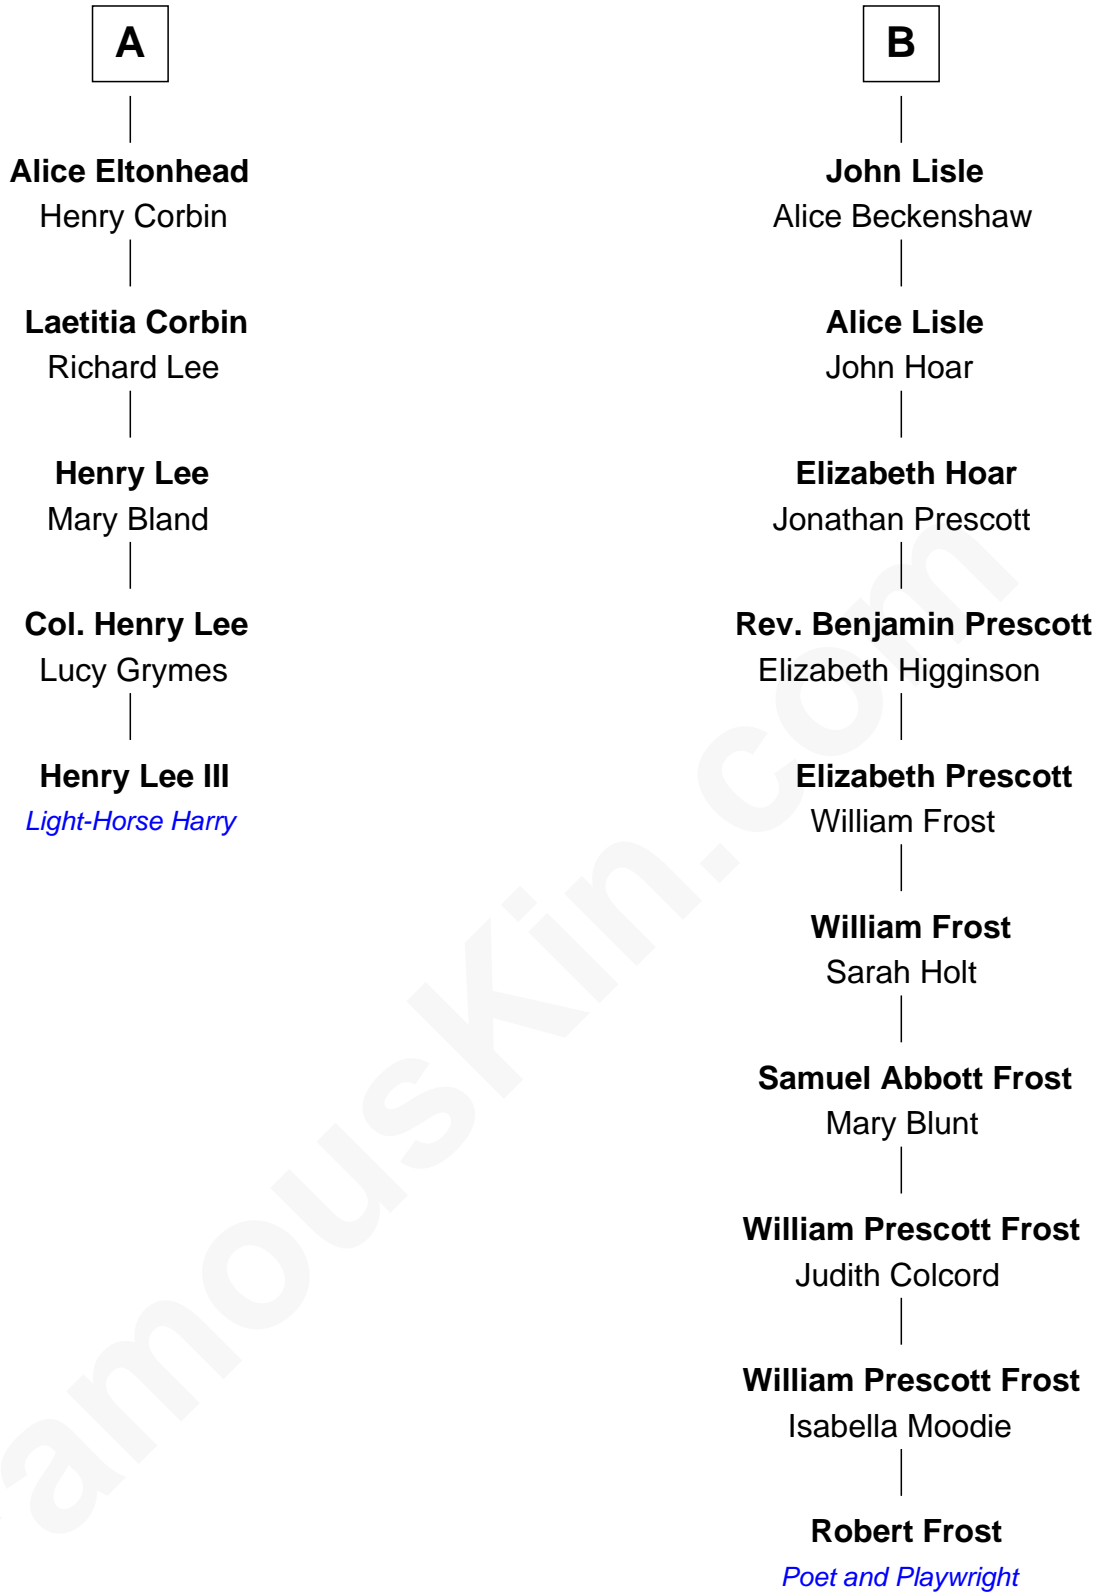 A
Alice Eltonhead
Henry Corbin
Laetitia Corbin
Richard Lee
Henry Lee
Mary Bland
Col. Henry Lee
Lucy Grymes
Henry Lee III
Light-Horse Harry
B
John Lisle
Alice Beckenshaw
Alice Lisle
John Hoar
Elizabeth Hoar
Jonathan Prescott
Rev. Benjamin Prescott
Elizabeth Higginson
Elizabeth Prescott
William Frost
William Frost
Sarah Holt
Samuel Abbott Frost
Mary Blunt
William Prescott Frost
Judith Colcord
William Prescott Frost
Isabella Moodie
Robert Frost
Poet and Playwright
amousKin.com